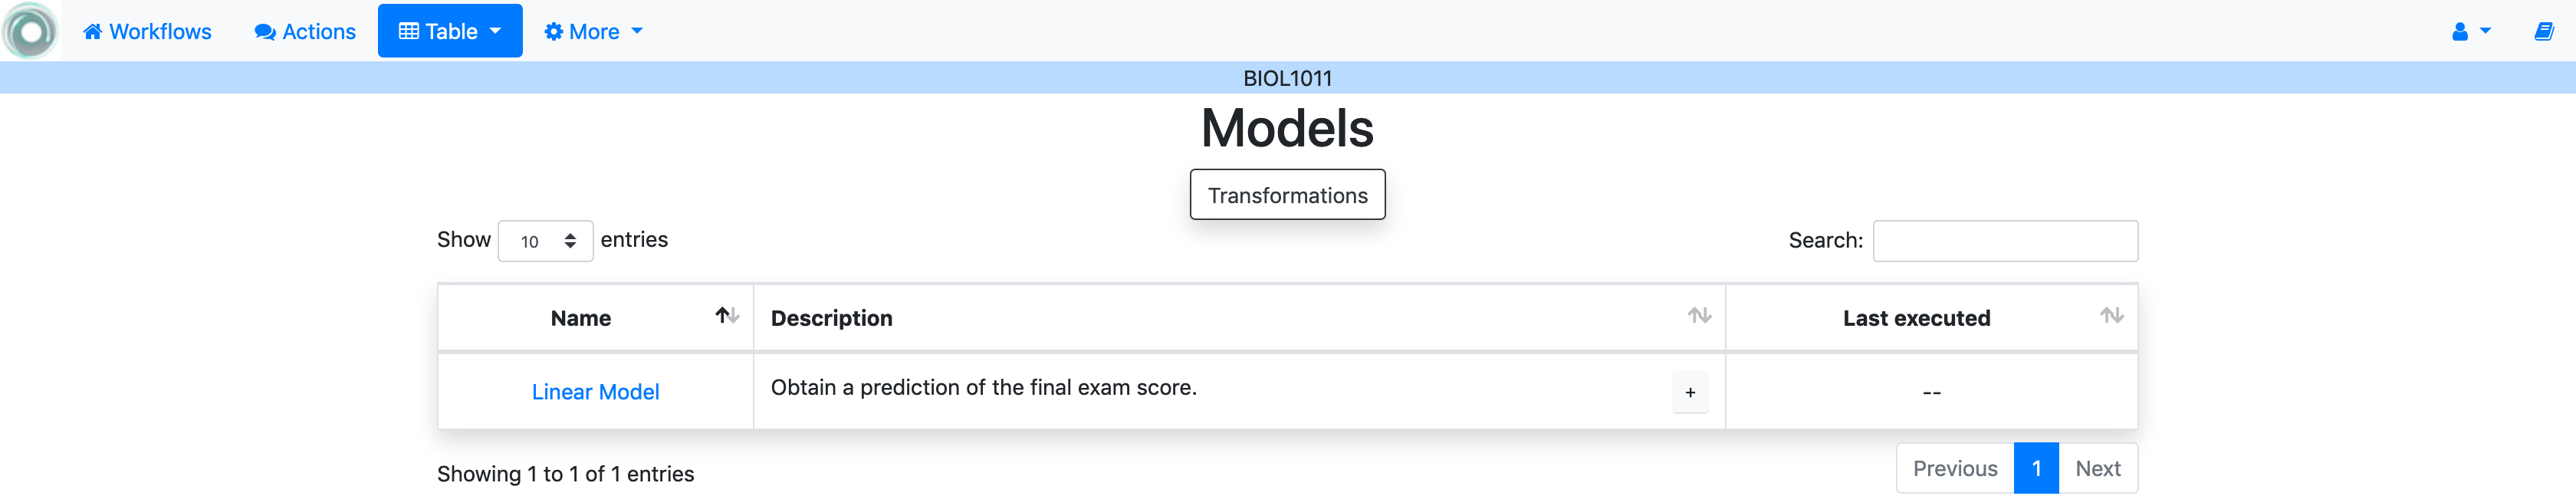 Workflows Actions Table More
BIOL1011
Models
Transformations
Show 10 entries Search:
Name Description Last executed
Linear Model Obtain a prediction of the final exam score. + --
Showing 1 to 1 of 1 entries Previous 1 Next